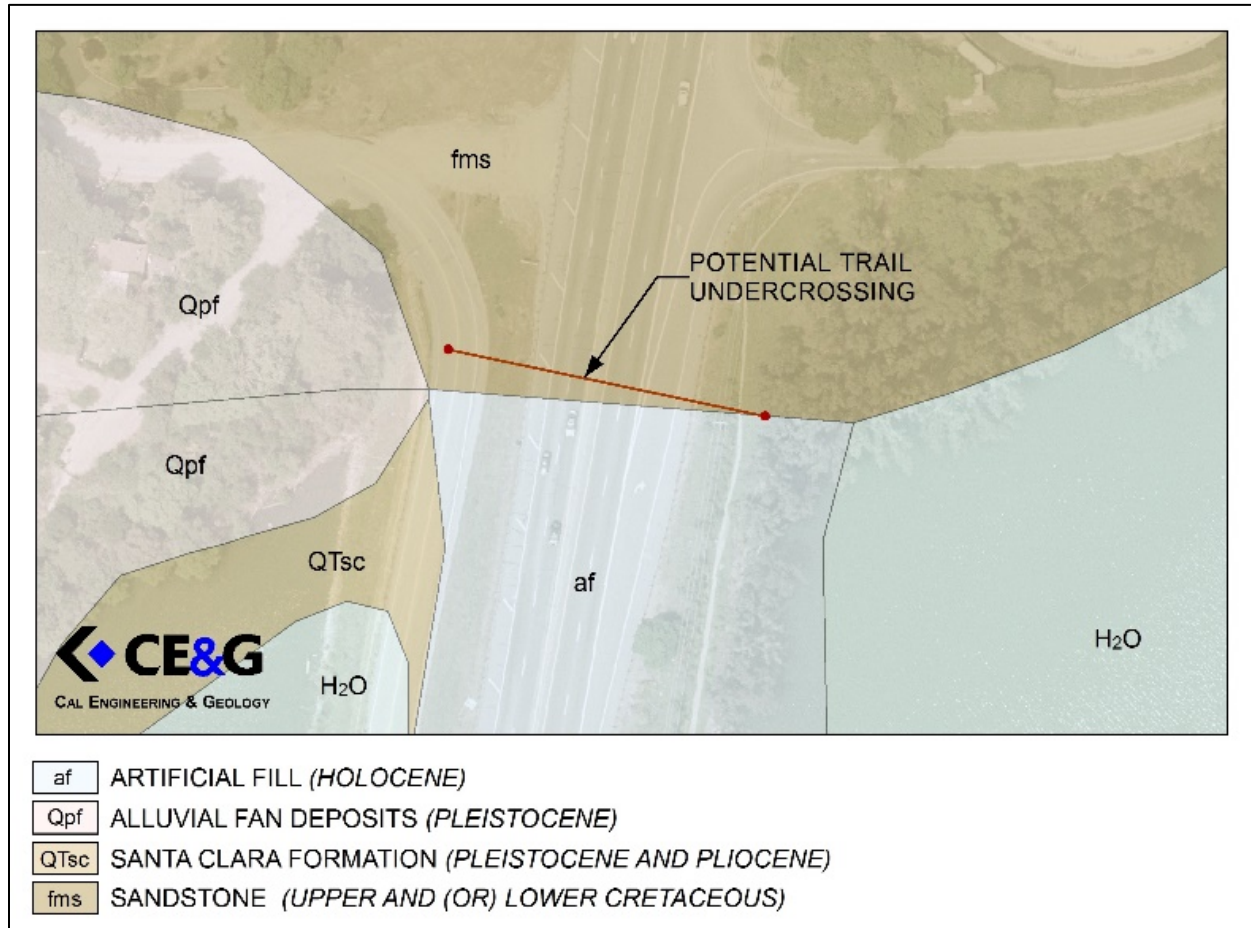 fms
POTENTIAL TRAIL
UNDERCROSSING
Qpf
Qpf
QTsc
af
H₂O
H₂O
CE&G
CAL ENGINEERING & GEOLOGY
af ARTIFICIAL FILL (HOLOCENE)
Qpf ALLUVIAL FAN DEPOSITS (PLEISTOCENE)
QTsc SANTA CLARA FORMATION (PLEISTOCENE AND PLIOCENE)
fms SANDSTONE (UPPER AND (OR) LOWER CRETACEOUS)